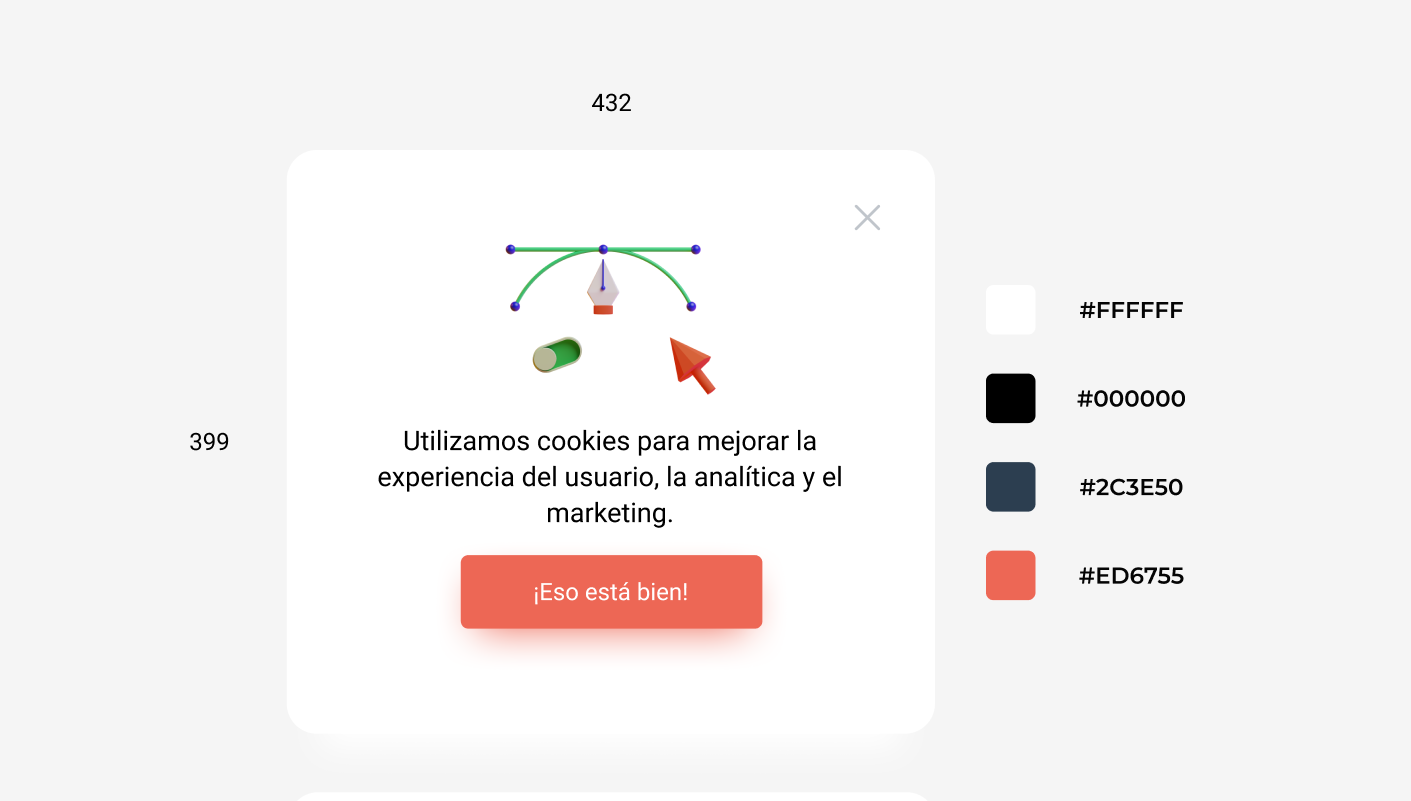 432
399
Utilizamos cookies para mejorar la
experiencia del usuario, la analítica y el
marketing.
¡Eso está bien!
#FFFFFF
#000000
#2C3E50
#ED6755